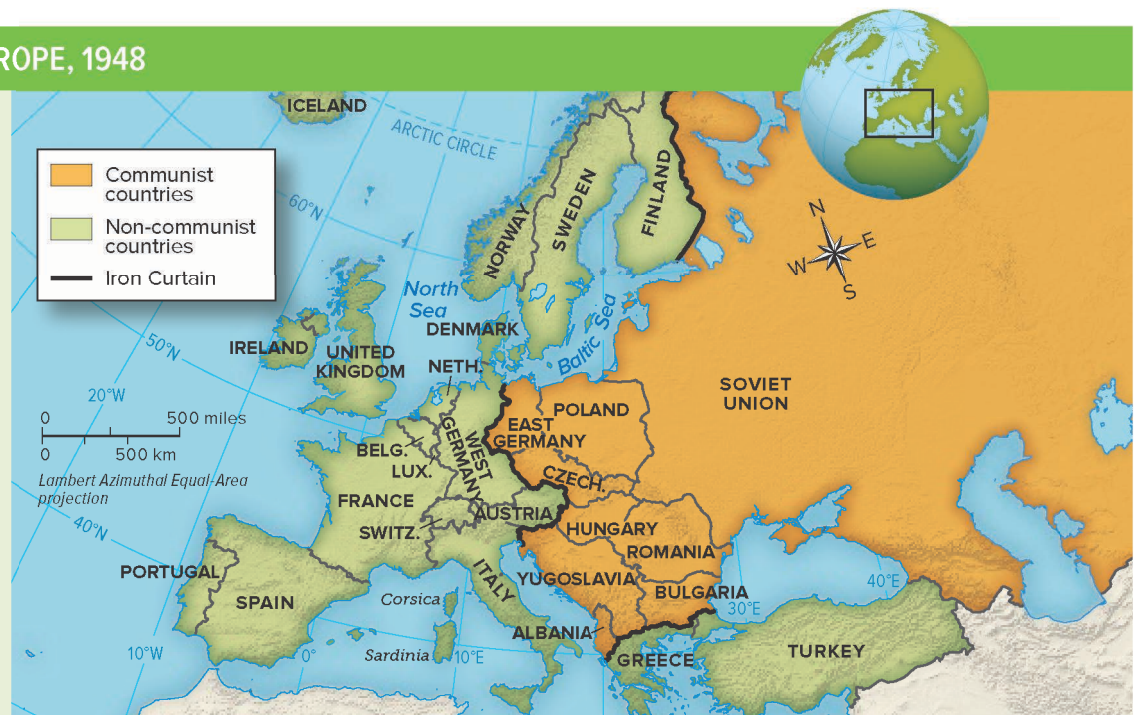 ROPE, 1948
Communist
countries
Non-communist
countries
Iron Curtain
ICELAND
ARCTIC CIRCLE
60°N
NORWAY
SWEDEN
FINLAND
N
E
W
S
North
Sea
DENMARK
Baltic Sea
50°N
IRELAND
UNITED
KINGDOM
NETH.
20°W
0 500 miles
0 500 km
Lambert Azimuthal Equal-Area
projection
SOVIET
UNION
POLAND
EAST
GERMANY
WEST
GERMANY
BELG.
LUX.
CZECH.
FRANCE
AUSTRIA
SWITZ.
HUNGARY
ROMANIA
40°N
PORTUGAL
SPAIN
ITALY
YUGOSLAVIA
BULGARIA
40°E
30°E
Corsica
ALBANIA
Sardinia
10°W
0°
10°E
GREECE
TURKEY